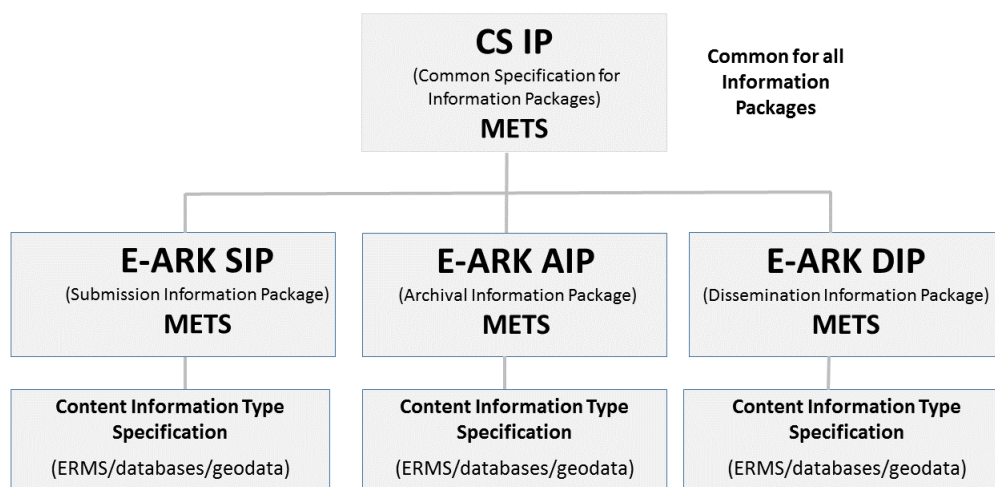 CS IP
(Common Specification for
Information Packages)
METS
Common for all
Information
Packages
E-ARK SIP
(Submission Information Package)
METS
E-ARK AIP
(Archival Information Package)
METS
E-ARK DIP
(Dissemination Information Package)
METS
Content Information Type
Specification
(ERMS/databases/geodata)
Content Information Type
Specification
(ERMS/databases/geodata)
Content Information Type
Specification
(ERMS/databases/geodata)